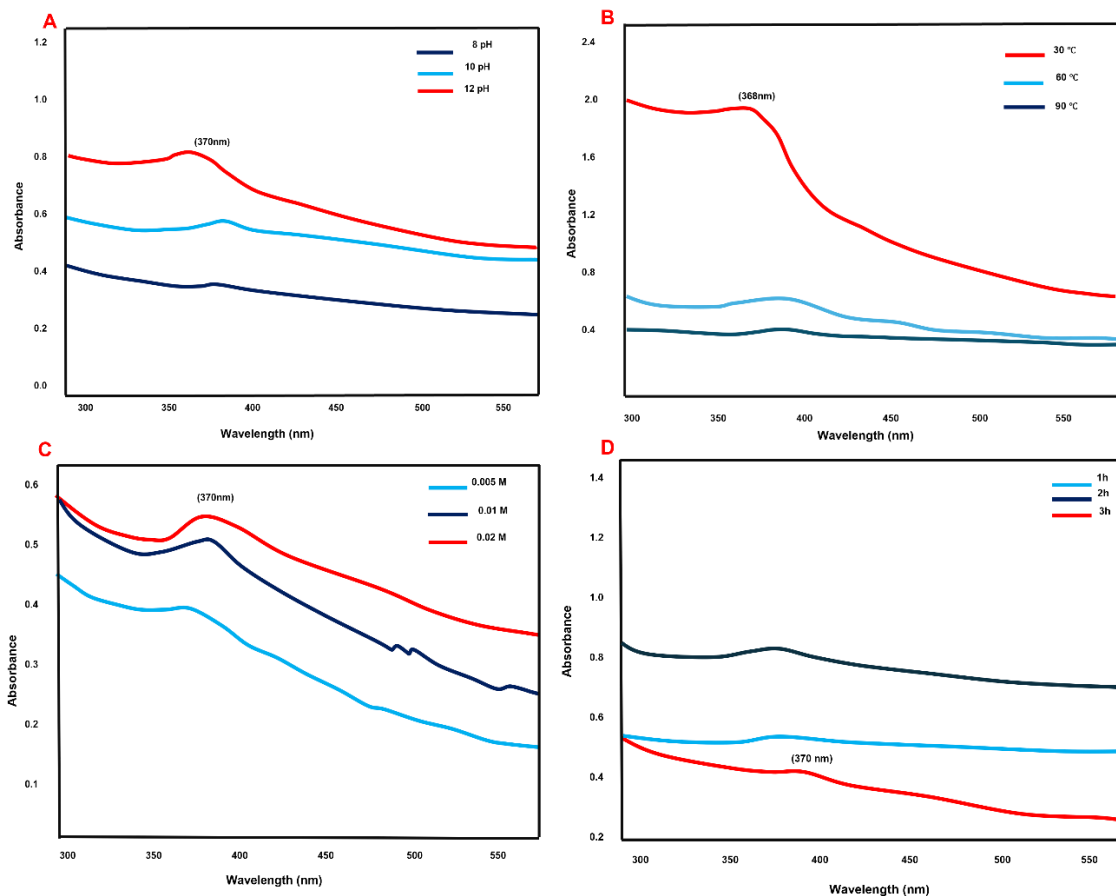 A
1.2
1.0
0.8
0.6
0.4
0.2
0.0
Absorbance
8 pH
10 pH
12 pH
(370nm)
300 350 400 450 500 550
Wavelength (nm)
B
2.4
2.0
1.6
1.2
0.8
0.4
Absorbance
30 °C
60 °C
90 °C
(368nm)
300 350 400 450 500 550
Wavelength (nm)
C
0.6
0.5
0.4
0.3
0.2
0.1
Absorbance
0.005 M
0.01 M
0.02 M
(370nm)
300 350 400 450 500 550
Wavelength (nm)
D
1.4
1.2
1.4
0.8
0.6
0.4
0.2
Absorbance
1h
2h
3h
(370 nm)
300 350 400 450 500 550
Wavelength (nm)